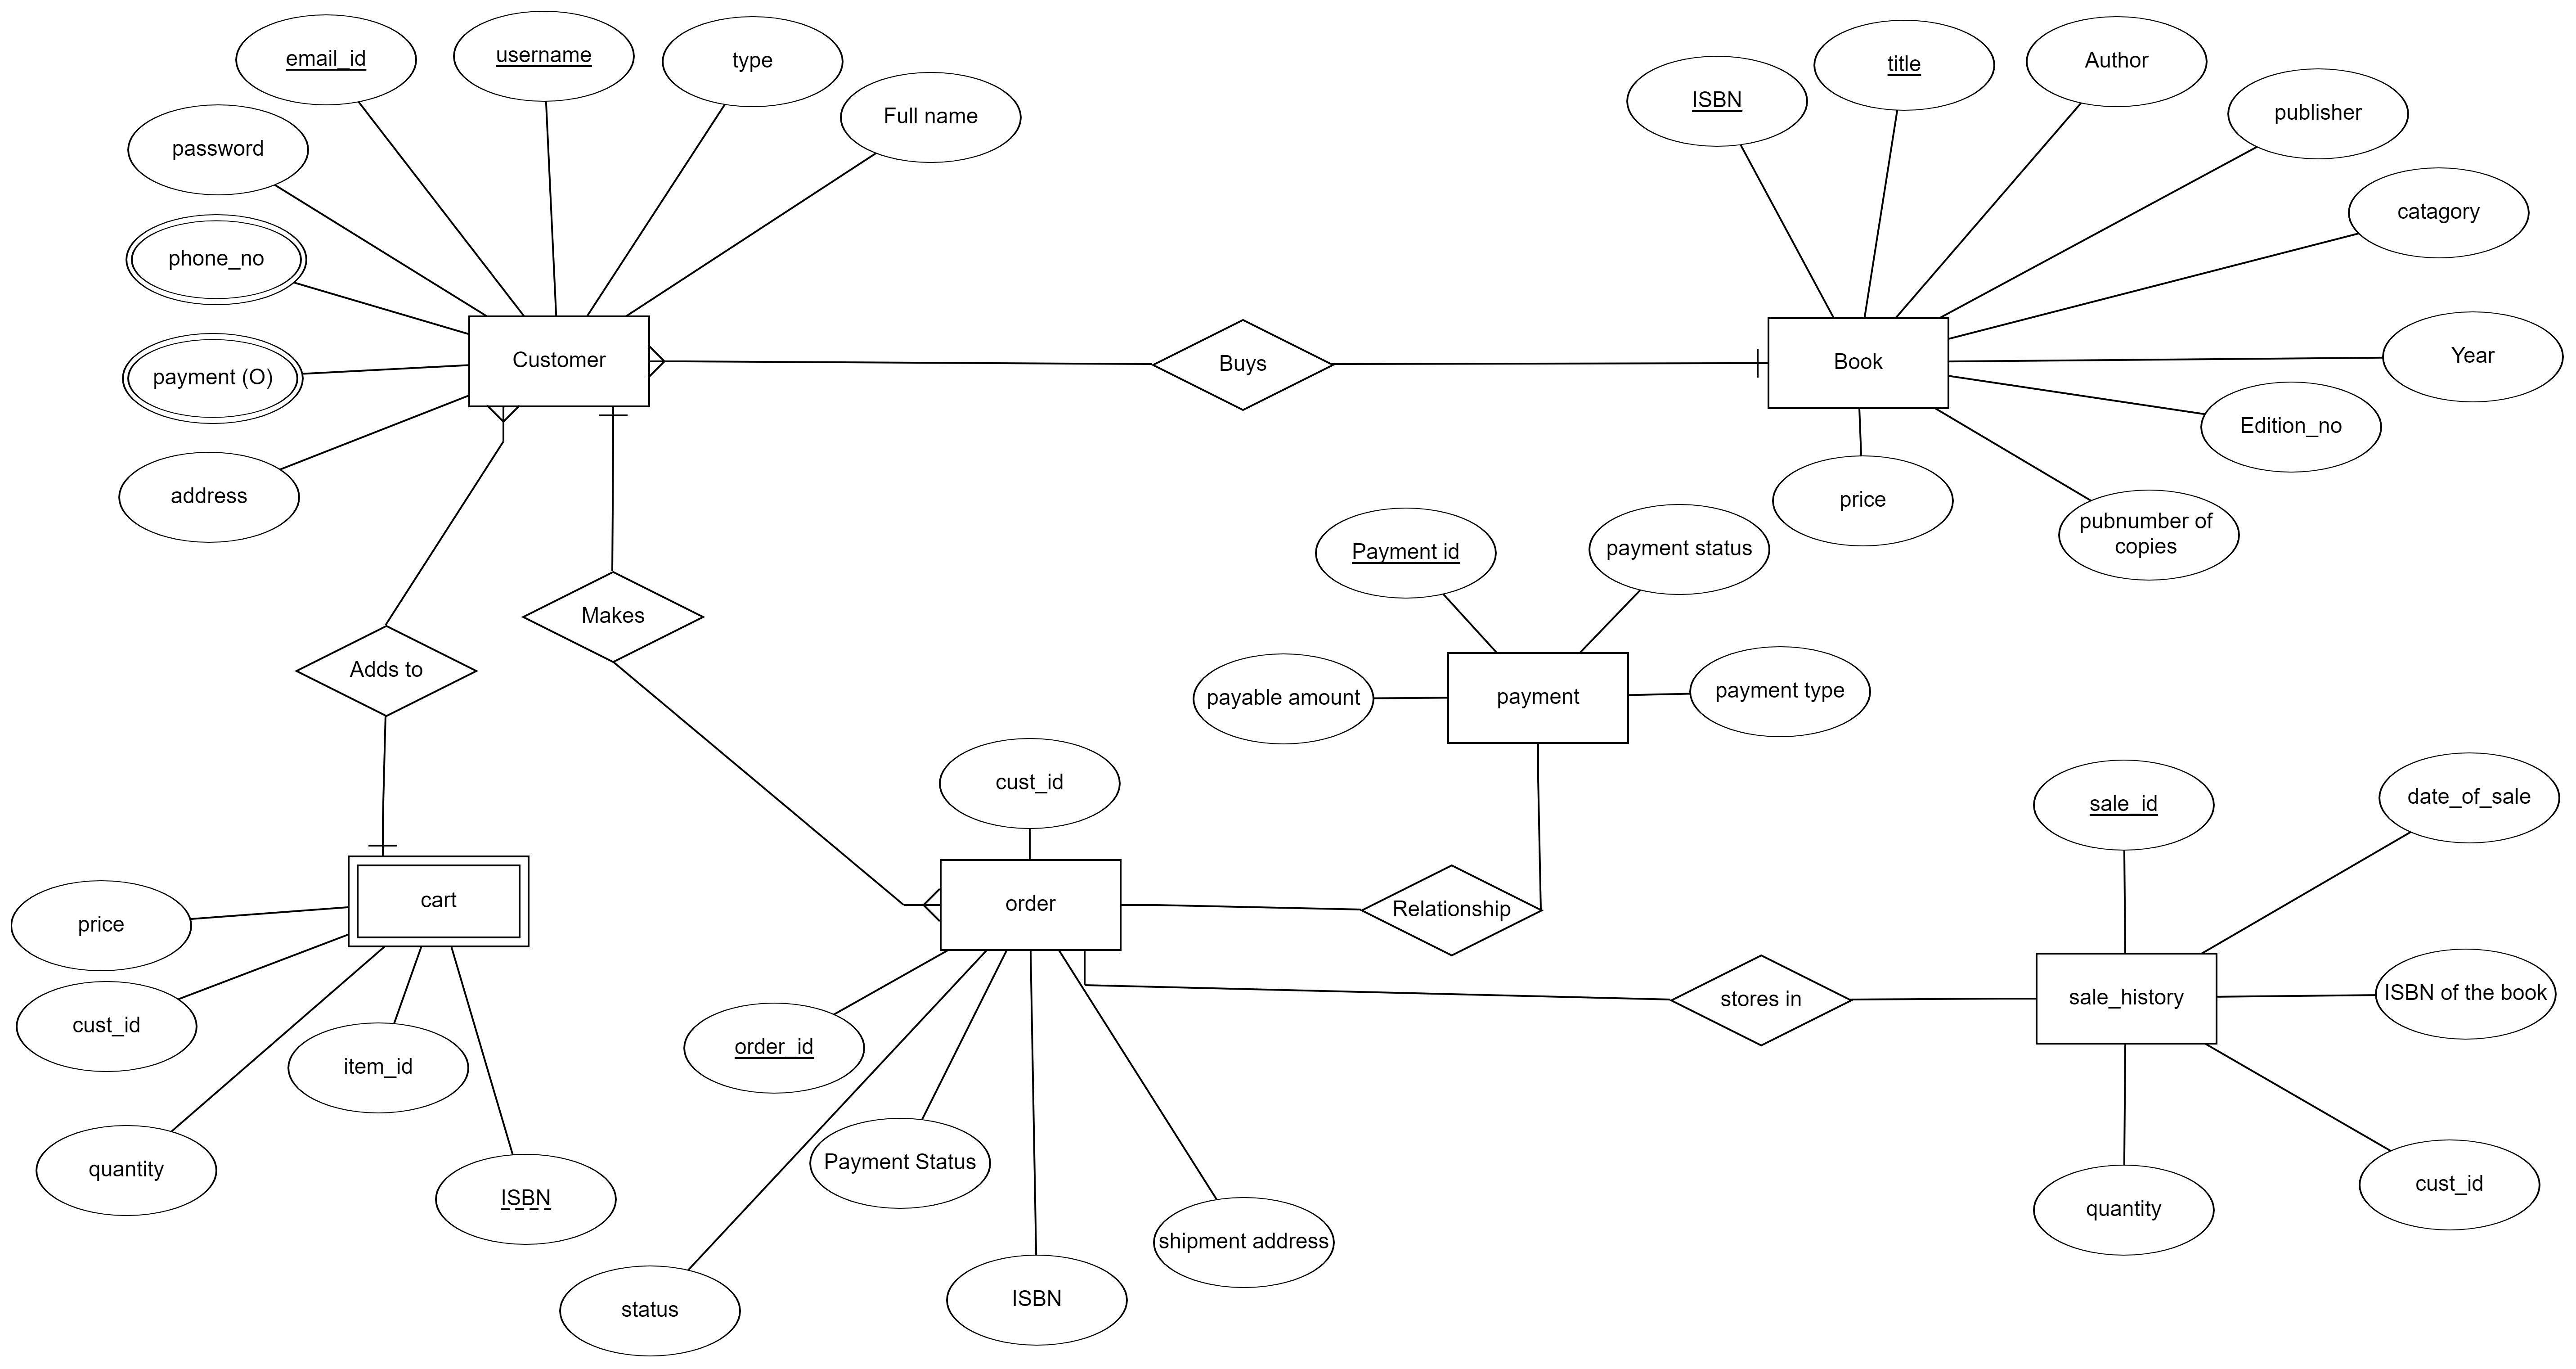 email_id
username
type
Full name
password
phone_no
payment (O)
address
Customer
Buys
ISBN
title
Author
publisher
catagory
Year
Edition_no
pubnumber of
copies
price
Book
Adds to
Makes
Payment id
payment status
payable amount
payment
payment type
cust_id
order
Relationship
cart
price
cust_id
quantity
item_id
ISBN
order_id
Payment Status
status
ISBN
shipment address
stores in
sale_id
date_of_sale
sale_history
ISBN of the book
quantity
cust_id